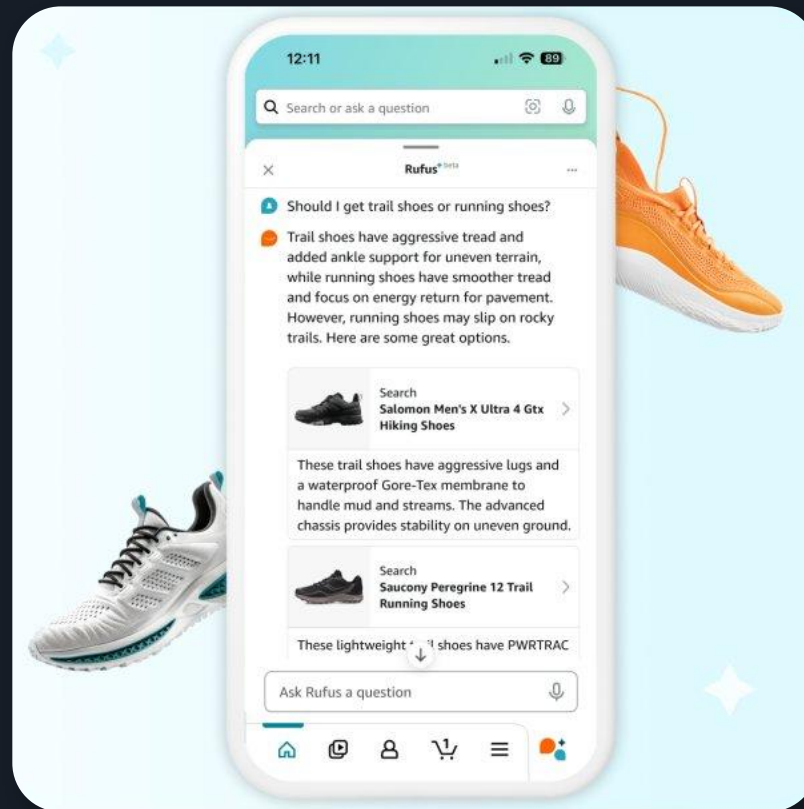 12:11
89
Search or ask a question
Rufus beta
Should I get trail shoes or running shoes?
Trail shoes have aggressive tread and
added ankle support for uneven terrain,
while running shoes have smoother tread
and focus on energy return for pavement.
However, running shoes may slip on rocky
trails. Here are some great options.
Search
Salomon Men's X Ultra 4 Gtx
Hiking Shoes
These trail shoes have aggressive lugs and
a waterproof Gore-Tex membrane to
handle mud and streams. The advanced
chassis provides stability on uneven ground.
Search
Saucony Peregrine 12 Trail
Running Shoes
These lightweight shoes have PWRTRAC
Ask Rufus a question
1